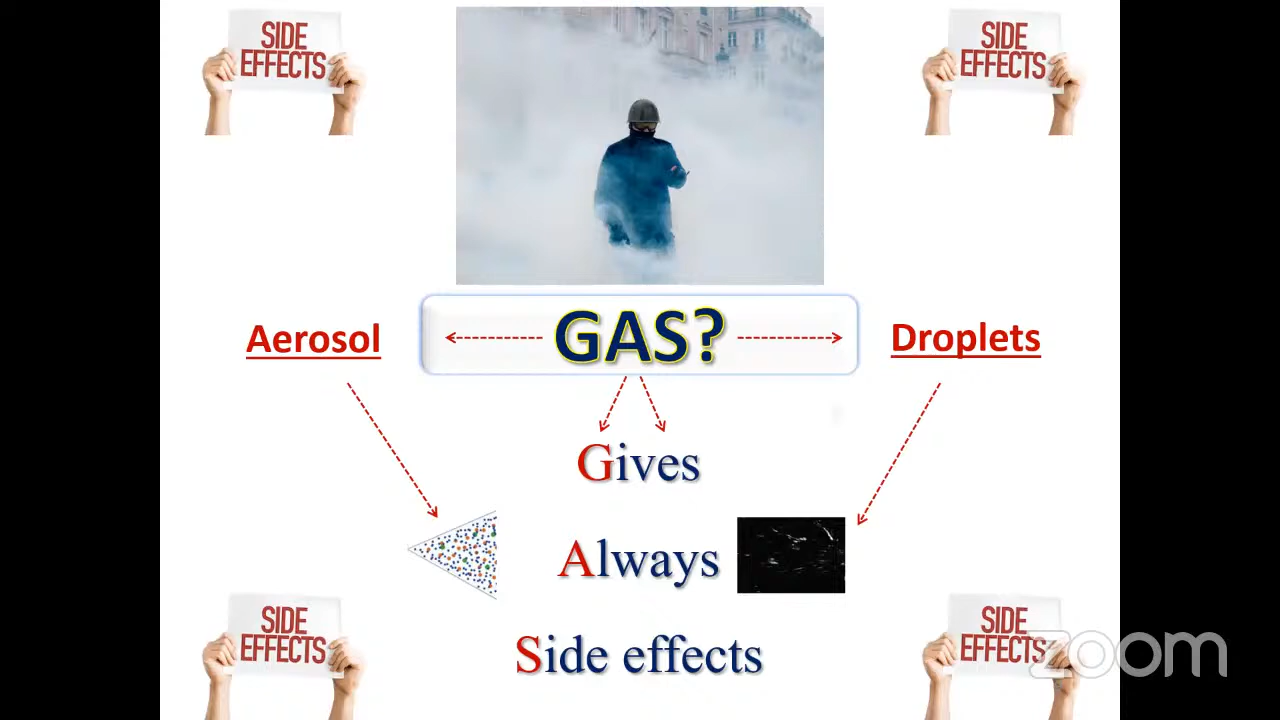 SIDE
EFFECTS
SIDE
EFFECTS
Aerosol
GAS?
Droplets
Gives
Always
Side effects
SIDE
EFFECTS
SIDE
EFFECTS
zoom